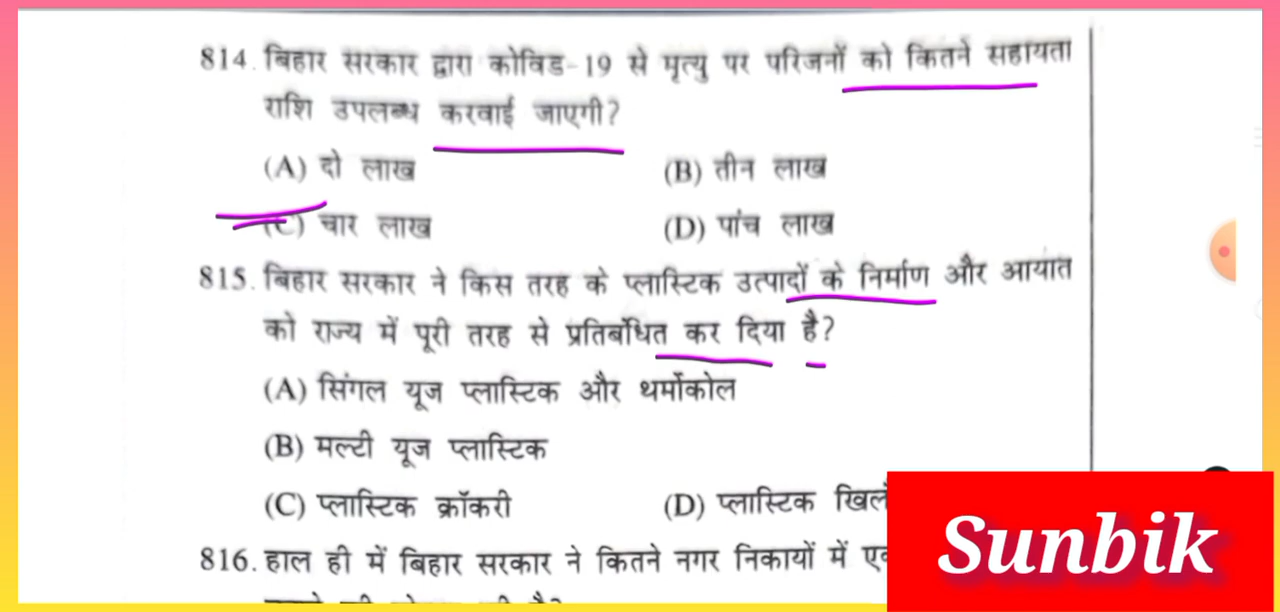 814. बिहार सरकार द्वारा कोविड-19 से मृत्यु पर परिजनों को कितने सहायता
राशि उपलब्ध करवाई जाएगी?
(A) दो लाख (B) तीन लाख
(C) चार लाख (D) पांच लाख
815. बिहार सरकार ने किस तरह के प्लास्टिक उत्पादों के निर्माण और आयात
को राज्य में पूरी तरह से प्रतिबंधित कर दिया है?
(A) सिंगल यूज प्लास्टिक और थर्मोकोल
(B) मल्टी यूज प्लास्टिक
(C) प्लास्टिक क्रॉकरी (D) प्लास्टिक
816. हाल ही में बिहार सरकार ने कितने नगर निकायों में
Sunbik